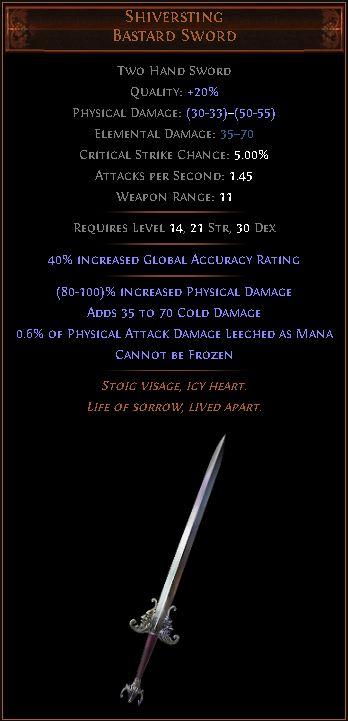 Shiversting
Bastard Sword
Two Hand Sword
Quality: +20%
Physical Damage: (30-33)–(50-55)
Elemental Damage: 35–70
Critical Strike Chance: 5.00%
Attacks per Second: 1.45
Weapon Range: 11
Requires Level 14, 21 Str, 30 Dex
40% increased Global Accuracy Rating
(80-100)% increased Physical Damage
Adds 35 to 70 Cold Damage
0.6% of Physical Attack Damage Leeched as Mana
Cannot be Frozen
Stoic visage, icy heart.
Life of sorrow, lived apart.